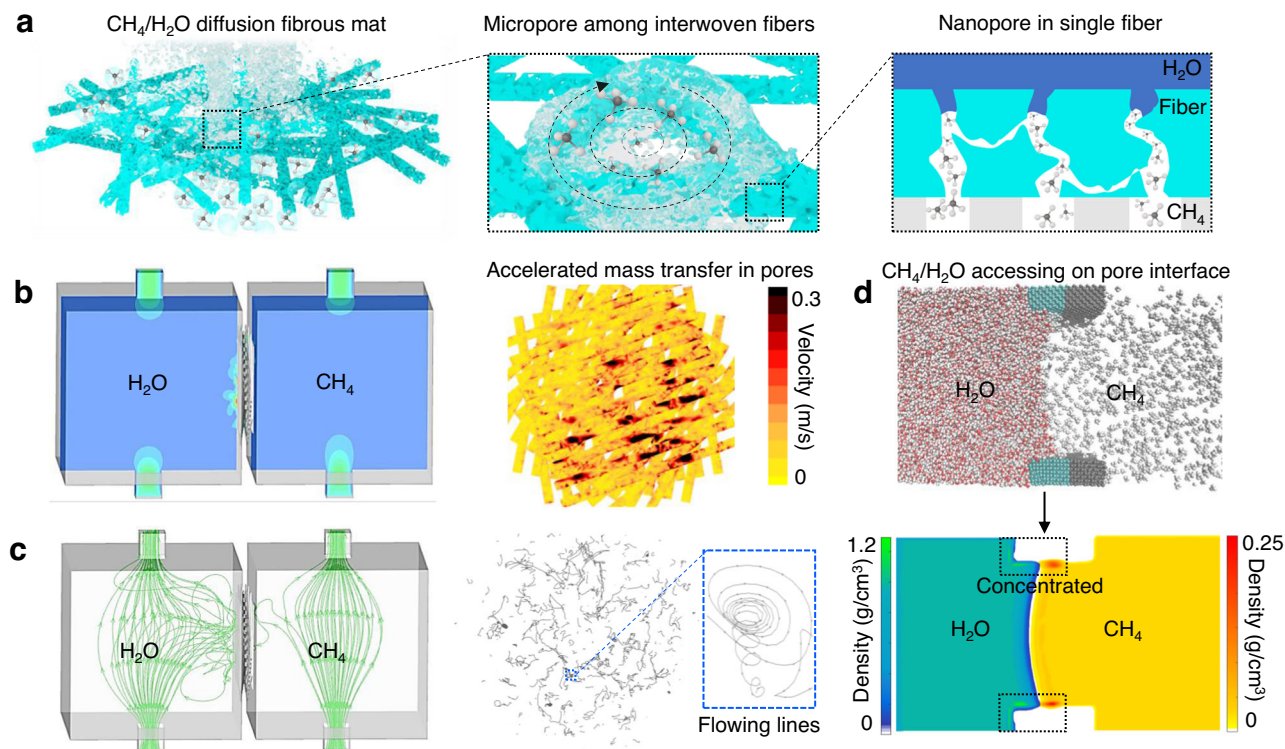 a
CH₄/H₂O diffusion fibrous mat
Micropore among interwoven fibers
Nanopore in single fiber
H₂O
Fiber
CH₄
b
H₂O
CH₄
Accelerated mass transfer in pores
0.3
Velocity (m/s)
0
d
CH₄/H₂O accessing on pore interface
H₂O
CH₄
c
H₂O
CH₄
Flowing lines
1.2
Density (g/cm³)
0
Concentrated
H₂O
CH₄
0.25
Density (g/cm³)
0